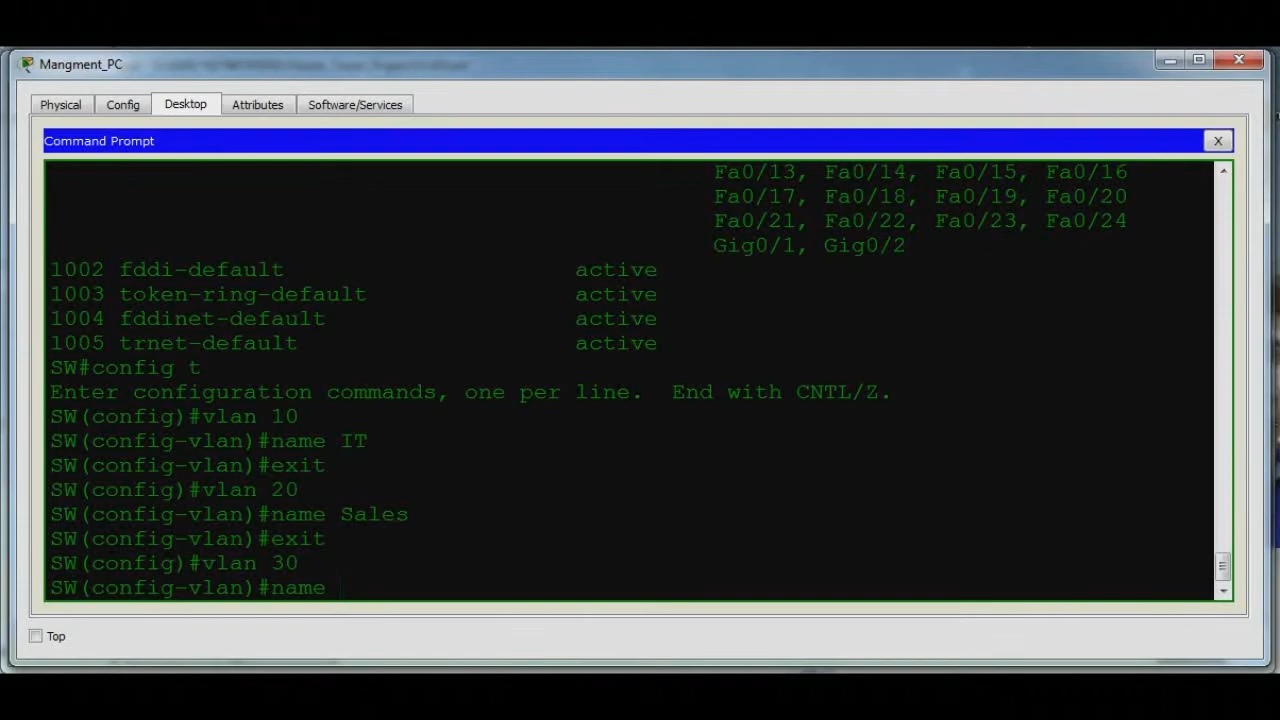 Mangment_PC
Physical Config Desktop Attributes Software/Services
Command Prompt X
Fa0/13, Fa0/14, Fa0/15, Fa0/16
Fa0/17, Fa0/18, Fa0/19, Fa0/20
Fa0/21, Fa0/22, Fa0/23, Fa0/24
Gig0/1, Gig0/2
1002 fddi-default active
1003 token-ring-default active
1004 fddinet-default active
1005 trnet-default active
SW#config t
Enter configuration commands, one per line. End with CNTL/Z.
SW(config)#vlan 10
SW(config-vlan)#name IT
SW(config-vlan)#exit
SW(config)#vlan 20
SW(config-vlan)#name Sales
SW(config-vlan)#exit
SW(config)#vlan 30
SW(config-vlan)#name
Top